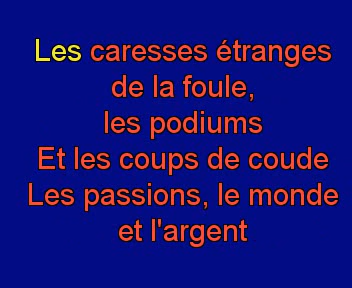 Les caresses étranges
de la foule,
les podiums
Et les coups de coude
Les passions, le monde
et l'argent